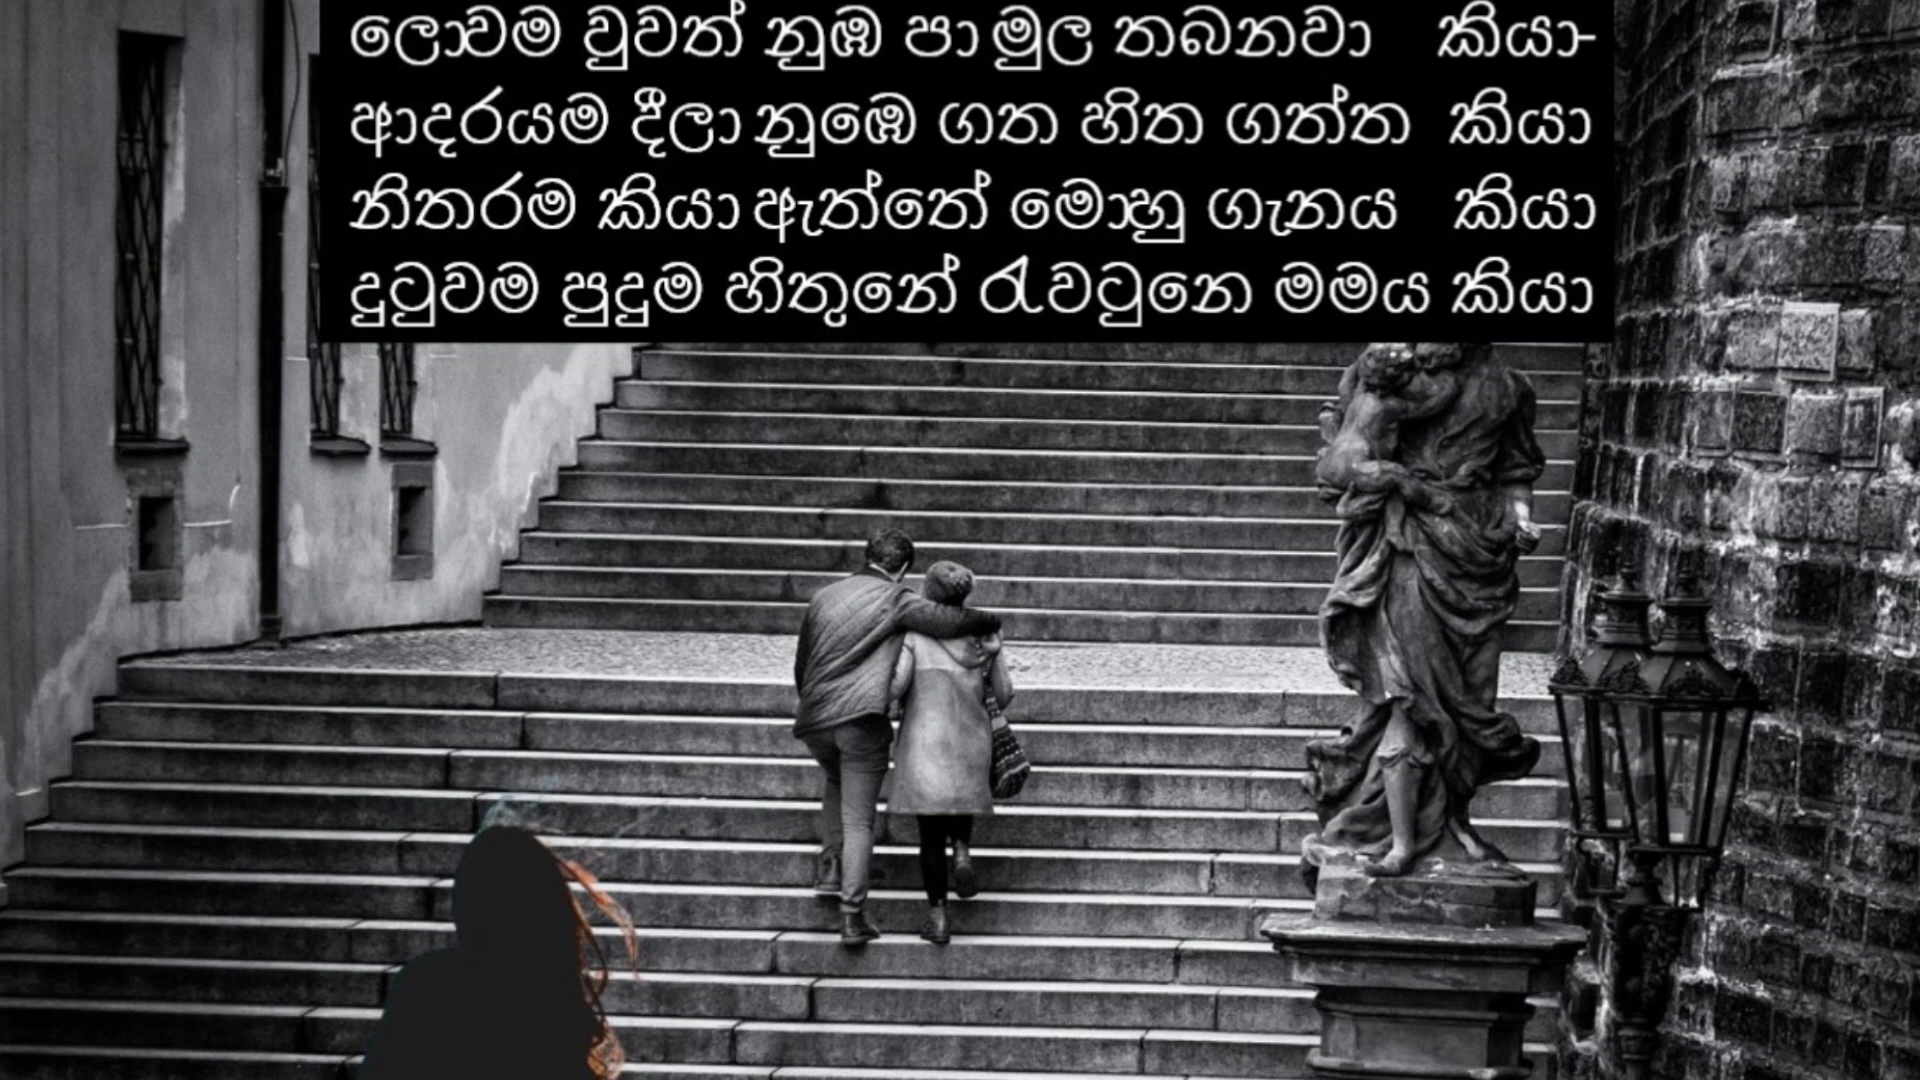 ලොවම වුවත් නුඹ පා මුල තබනවා කියා-
ආදරයම දීලා නුඹෙ ගත හිත ගත්ත කියා
නිතරම කියා ඇත්තේ මොහු ගැනය කියා
දුටුවම පුදුම හිතුනේ රැවටුනෙ මමය කියා